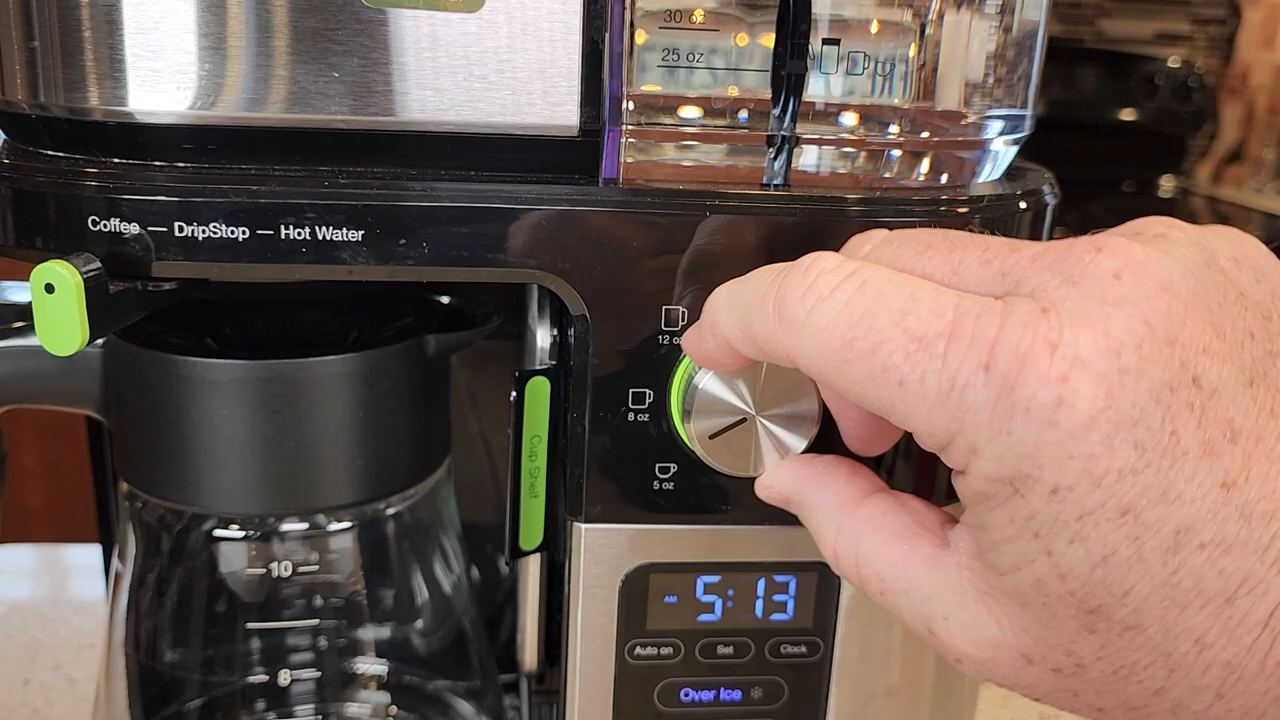 30 oz
25 oz
Coffee — DripStop — Hot Water
12 oz
8 oz
5 oz
Cup Shelf
10
8
AM 5:13
Auto on
Set
Clock
Over Ice